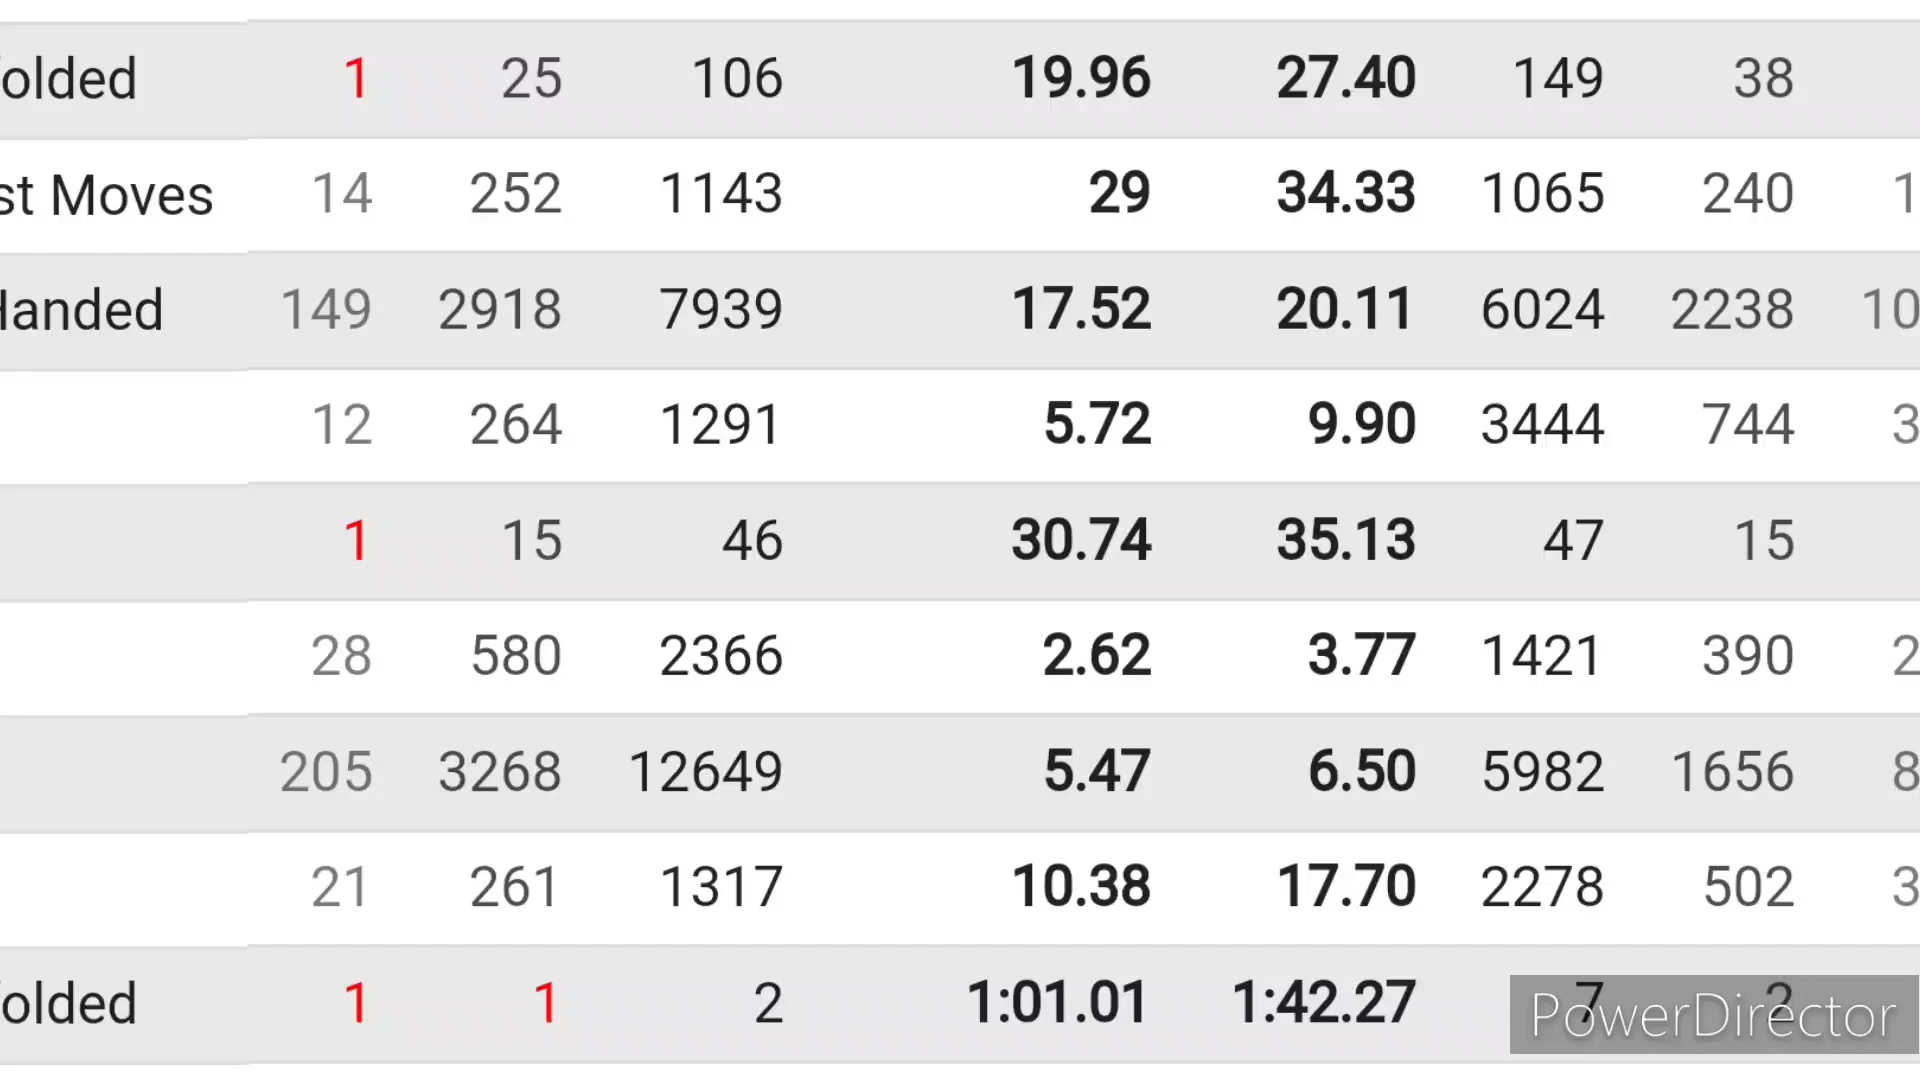 olded 1 25 106 19.96 27.40 149 38
st Moves 14 252 1143 29 34.33 1065 240 1
Handed 149 2918 7939 17.52 20.11 6024 2238 10
12 264 1291 5.72 9.90 3444 744 3
1 15 46 30.74 35.13 47 15
28 580 2366 2.62 3.77 1421 390 2
205 3268 12649 5.47 6.50 5982 1656 8
21 261 1317 10.38 17.70 2278 502 3
olded 1 1 2 1:01.01 1:42.27 7 2
PowerDirector